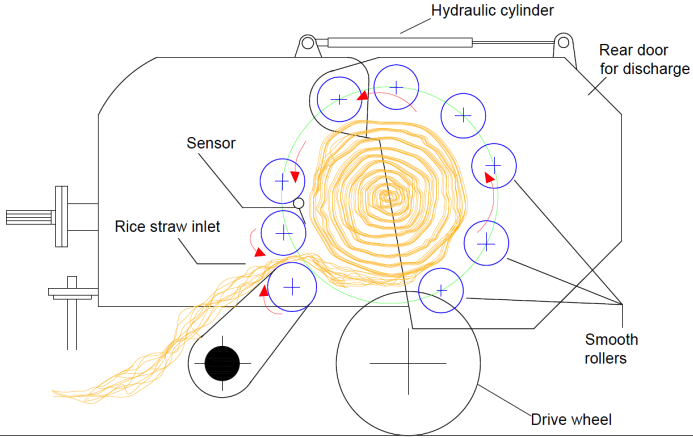 Hydraulic cylinder
Rear door
for discharge
Sensor
Rice straw inlet
Smooth
rollers
Drive wheel